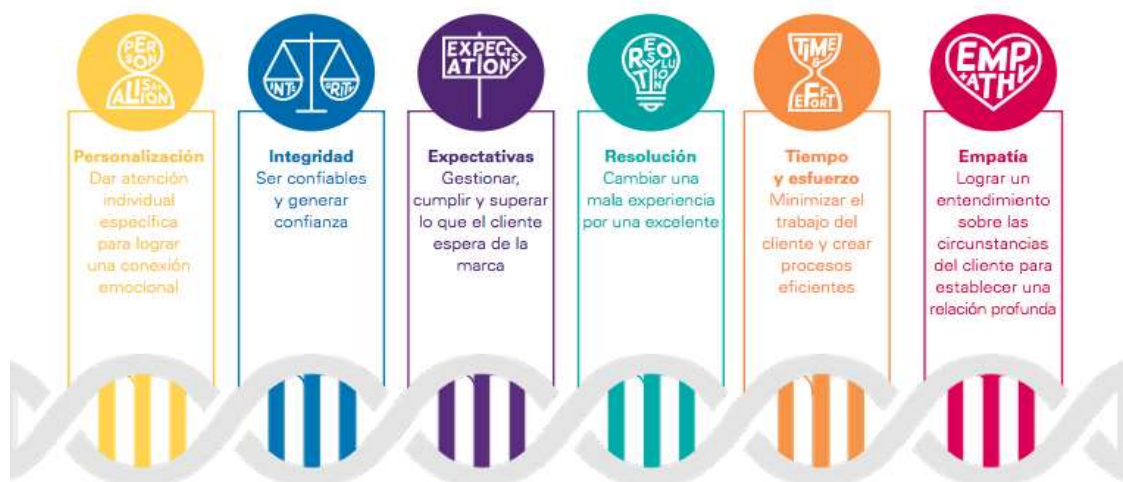 PERSON
ALISATION
INTEGRITY
EXPECTATIONS
RESOLUTION
TIME
&
EFFORT
EMPATHY
Personalización
Dar atención
individual
específica
para lograr
una conexión
emocional
Integridad
Ser confiables
y generar
confianza
Expectativas
Gestionar,
cumplir y superar
lo que el cliente
espera de la
marca
Resolución
Cambiar una
mala experiencia
por una excelente
Tiempo
y esfuerzo
Minimizar el
trabajo del
cliente y crear
procesos
eficientes
Empatía
Lograr un
entendimiento
sobre las
circunstancias
del cliente para
establecer una
relación profunda